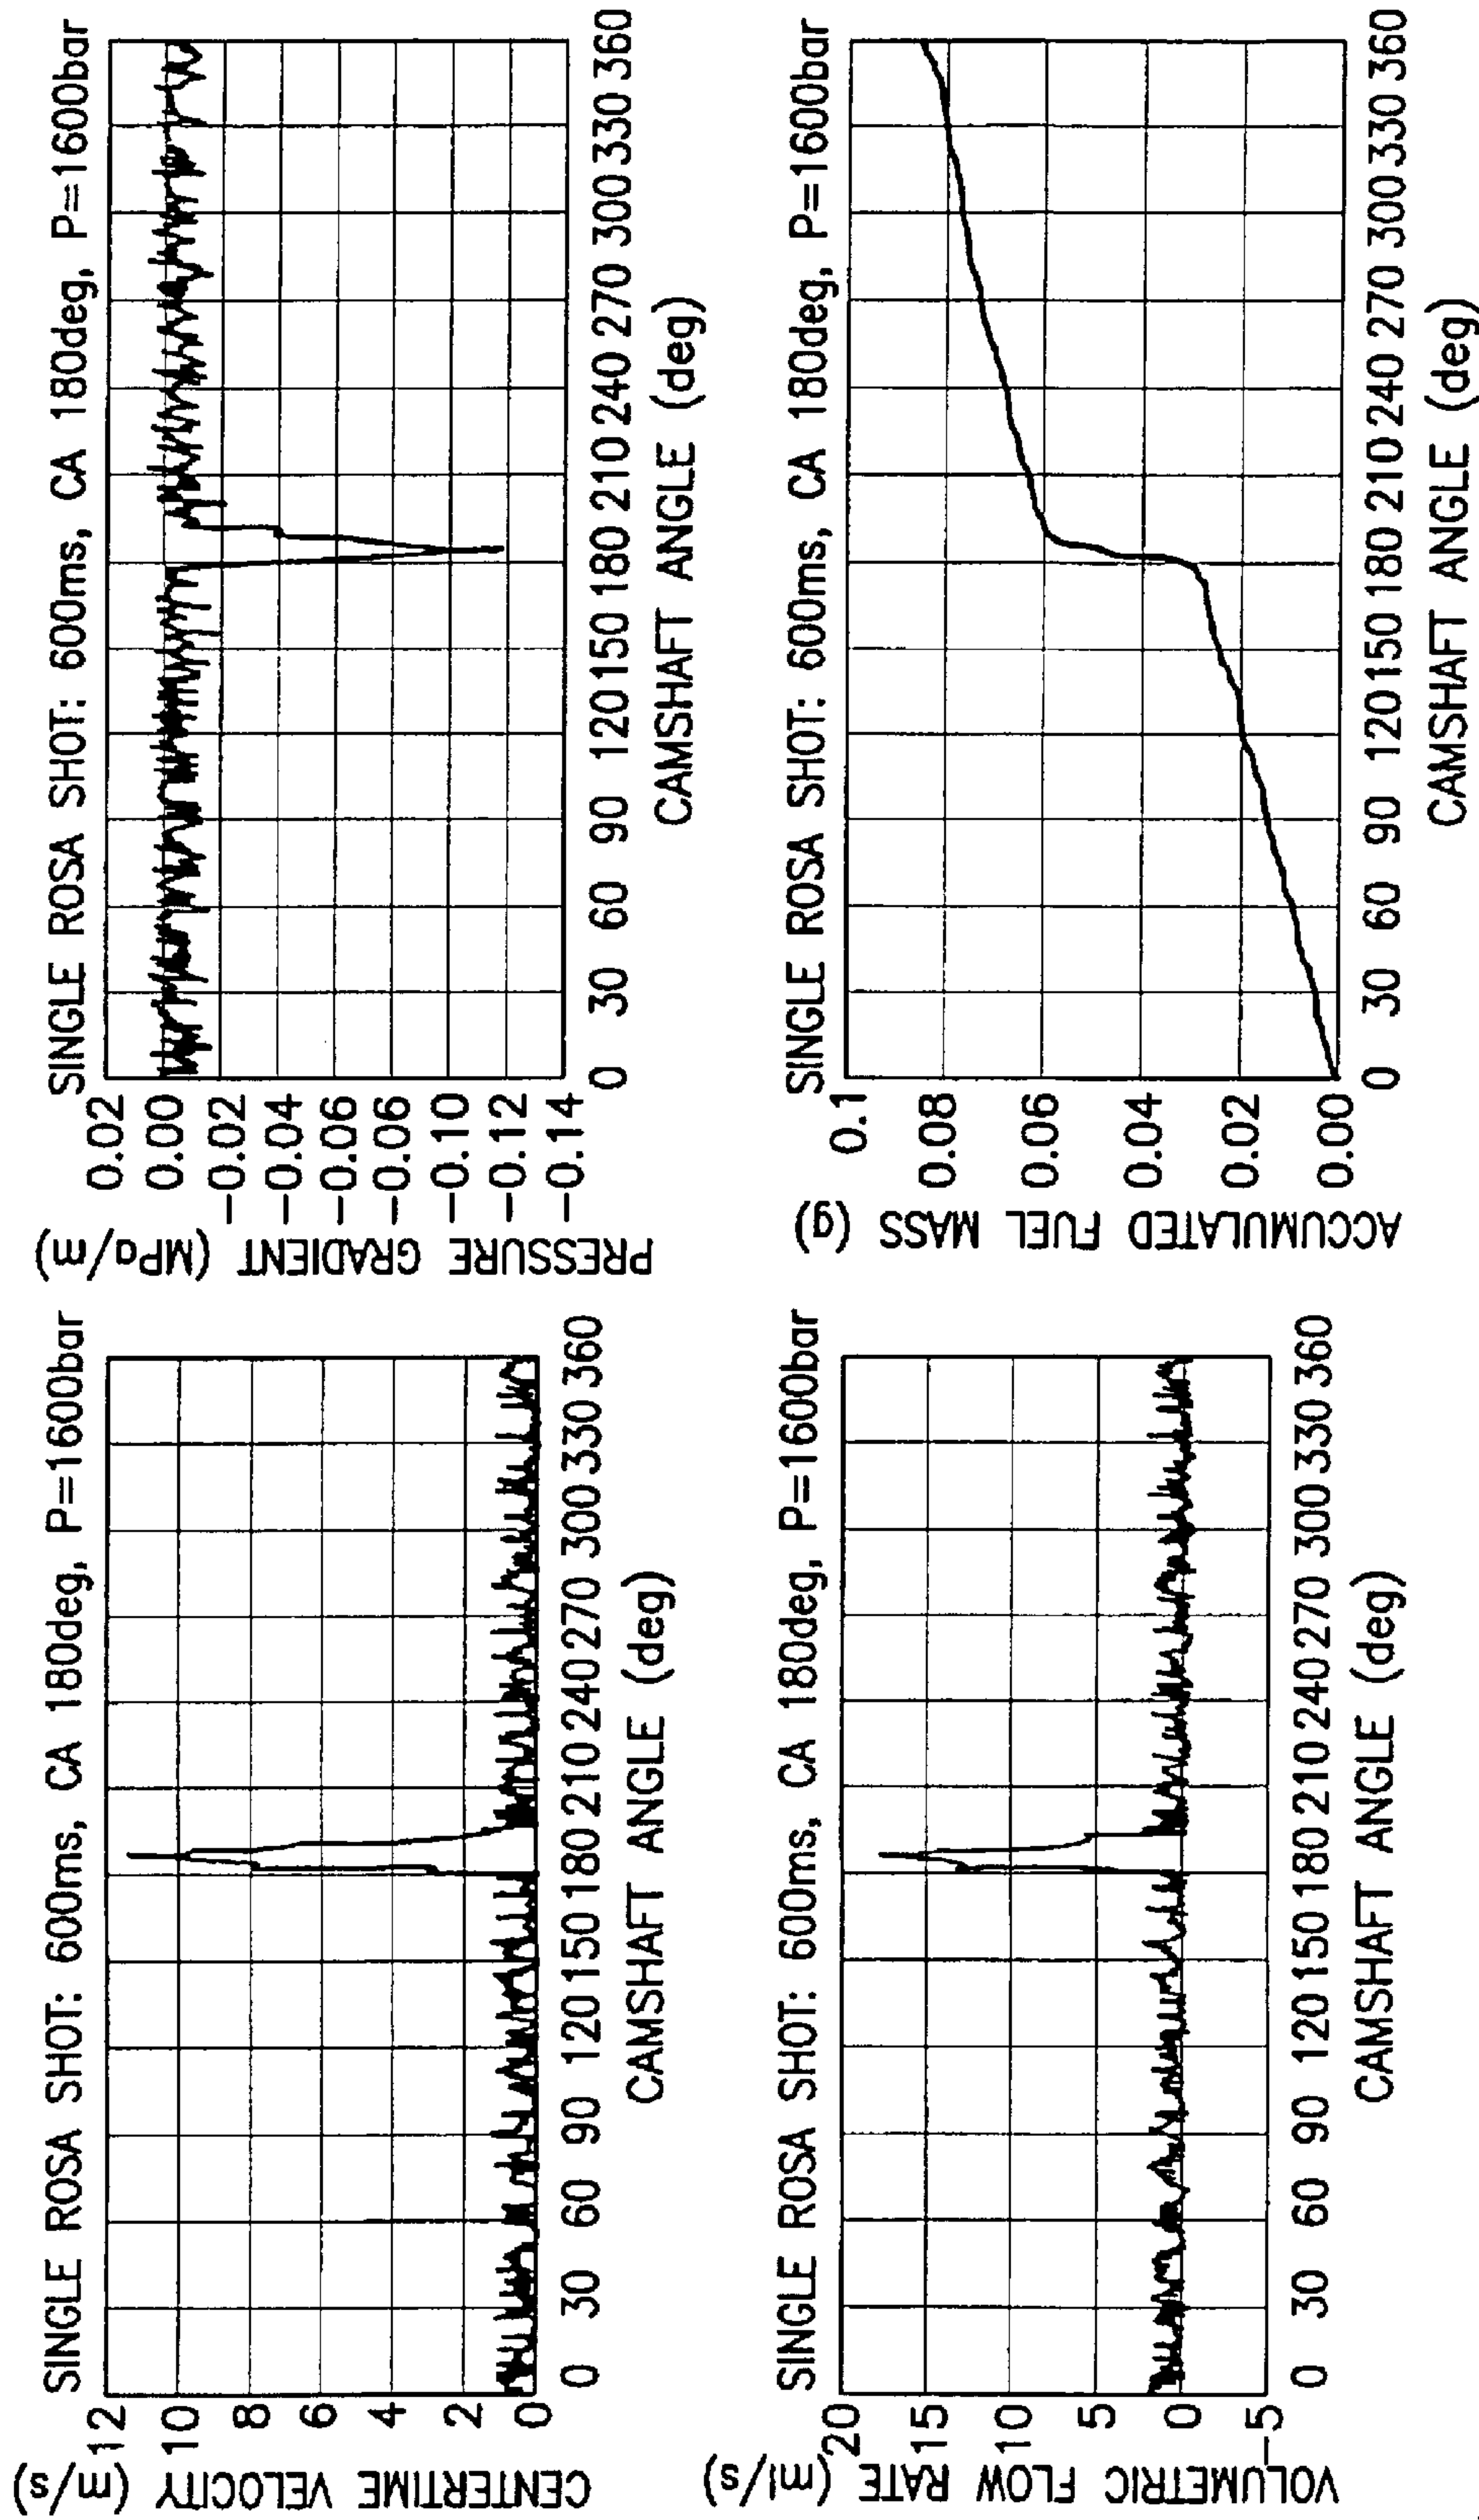 SINGLE ROSA SHOT: 600ms, CA 180deg, P=1600bar
CENTERTIME VELOCITY (m/s)
12
10
8
6
4
2
0
0 30 60 90 120 150 180 210 240 270 300 330 360
CAMSHAFT ANGLE (deg)
SINGLE ROSA SHOT: 600ms, CA 180deg, P=1600bar
PRESSURE GRADIENT (MPa/m)
0.02
0.00
-0.02
-0.04
-0.06
-0.06
-0.10
-0.12
-0.14
0 30 60 90 120 150 180 210 240 270 300 330 360
CAMSHAFT ANGLE (deg)
SINGLE ROSA SHOT: 600ms, CA 180deg, P=1600bar
VOLUMETRIC FLOW RATE (ml/s)
20
15
10
5
0
-5
0 30 60 90 120 150 180 210 240 270 300 330 360
CAMSHAFT ANGLE (deg)
SINGLE ROSA SHOT: 600ms, CA 180deg, P=1600bar
ACCUMULATED FUEL MASS (g)
0.1
0.08
0.06
0.04
0.02
0.00
0 30 60 90 120 150 180 210 240 270 300 330 360
CAMSHAFT ANGLE (deg)